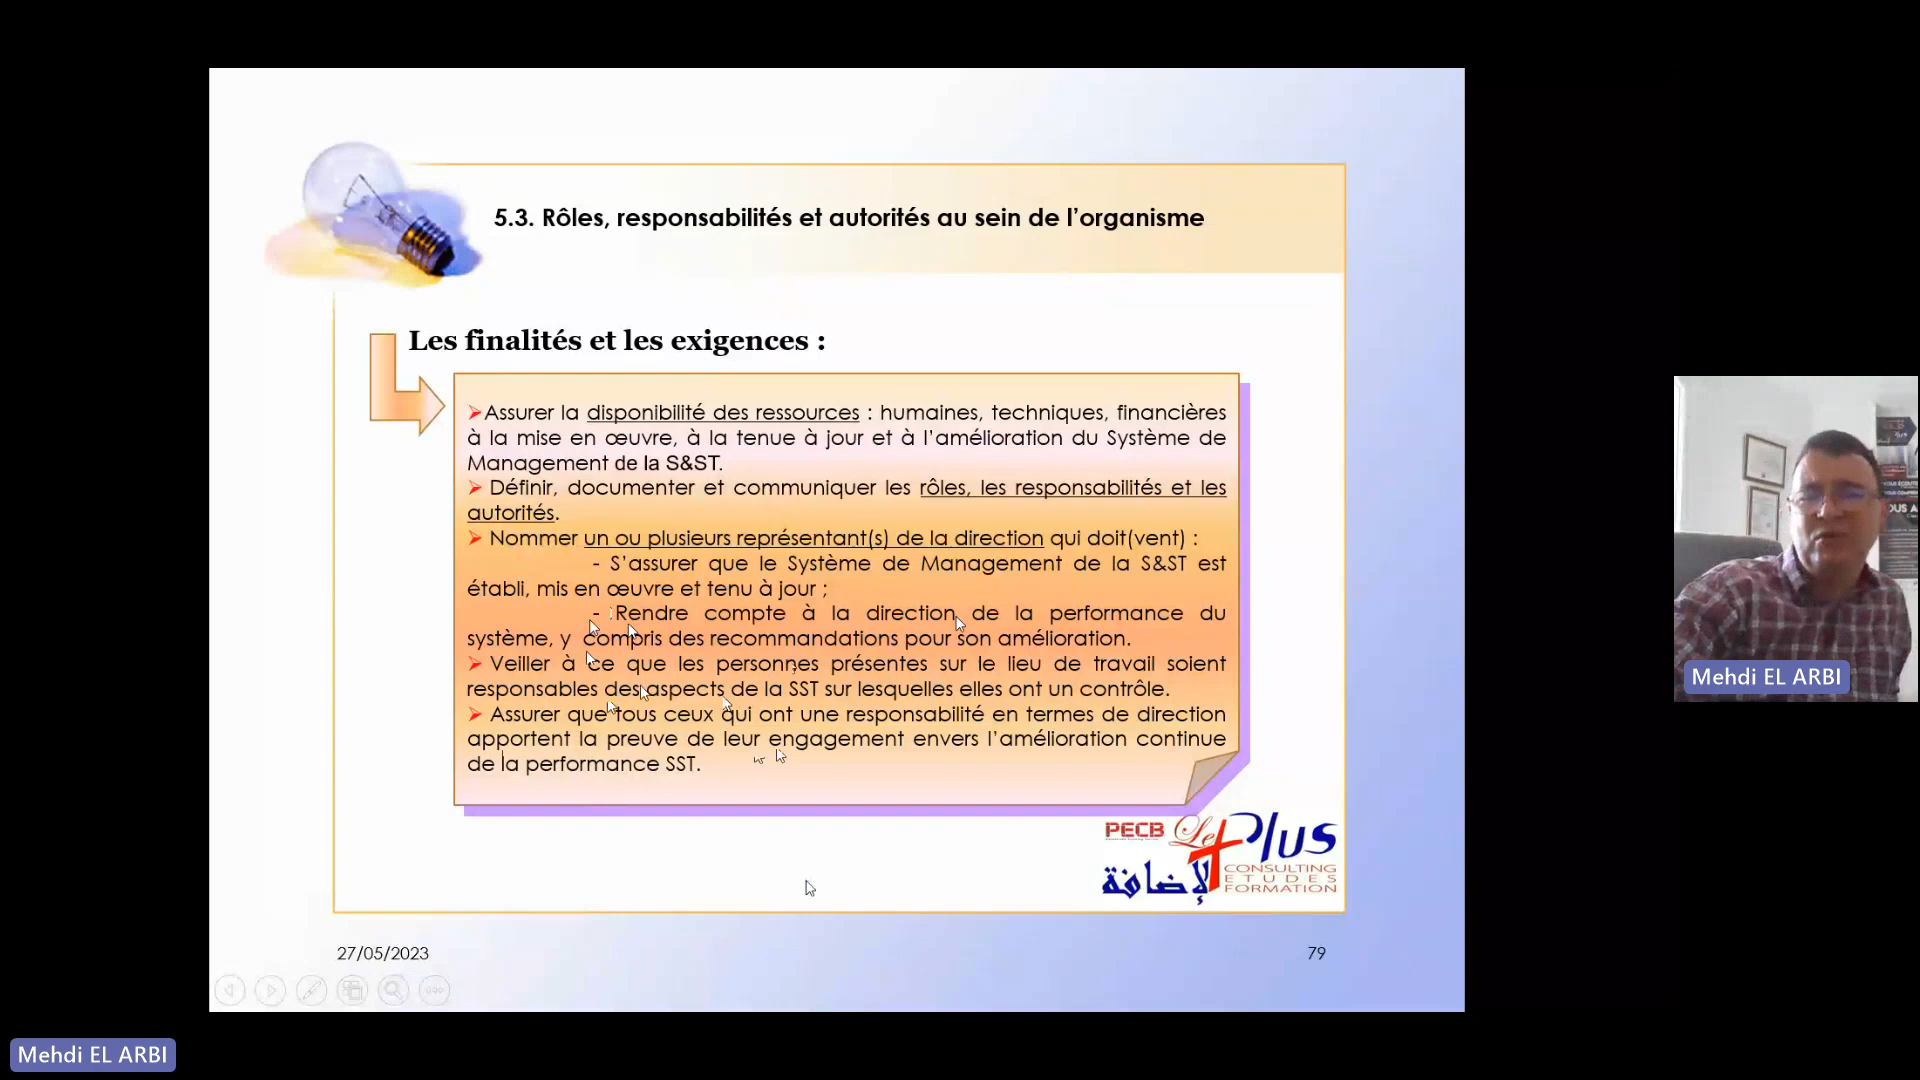 5.3. Rôles, responsabilités et autorités au sein de l'organisme
Les finalités et les exigences :
➢Assurer la disponibilité des ressources : humaines, techniques, financières
à la mise en œuvre, à la tenue à jour et à l'amélioration du Système de
Management de la S&ST.
➢ Définir, documenter et communiquer les rôles, les responsabilités et les
autorités.
➢ Nommer un ou plusieurs représentant(s) de la direction qui doit(vent) :
- S'assurer que le Système de Management de la S&ST est
établi, mis en œuvre et tenu à jour ;
- Rendre compte à la direction de la performance du
système, y compris des recommandations pour son amélioration.
➢ Veiller à ce que les personnes présentes sur le lieu de travail soient
responsables des aspects de la SST sur lesquelles elles ont un contrôle.
➢ Assurer que tous ceux qui ont une responsabilité en termes de direction
apportent la preuve de leur engagement envers l'amélioration continue
de la performance SST.
PECB Le Plus
الإضافة
CONSULTING
ETUDES
FORMATION
27/05/2023
79
Mehdi EL ARBI
Mehdi EL ARBI